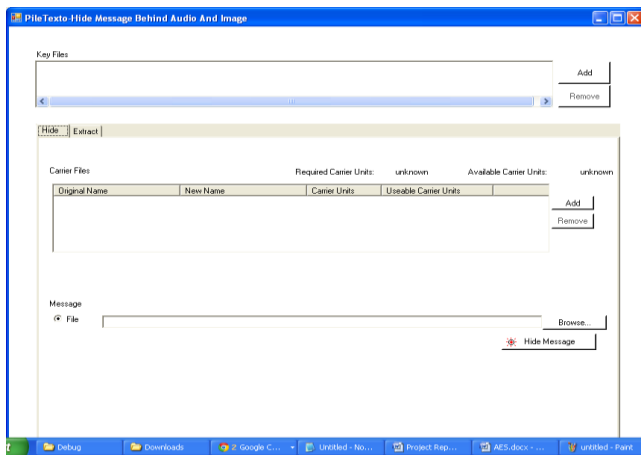 PileTexto-Hide Message Behind Audio And Image
Key Files
Add
Remove
Hide Extract
Carrier Files Required Carrier Units: unknown Available Carrier Units: unknown
Original Name New Name Carrier Units Useable Carrier Units
Add
Remove
Message
File Browse...
Hide Message
Debug Downloads 2 Google C... Untitled - No... Project Rep... AES.docx - ... untitled - Paint